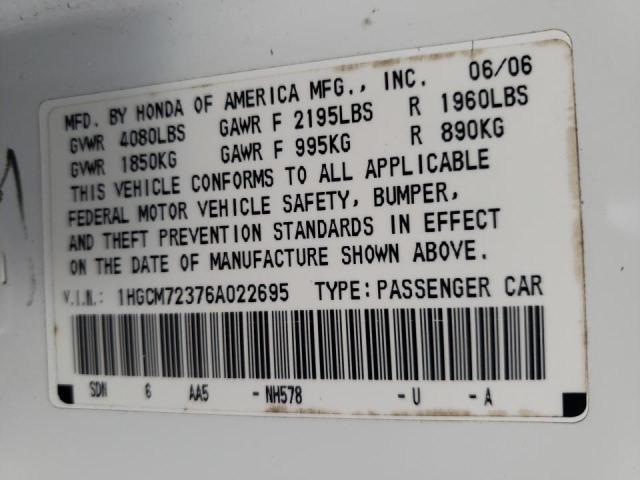 MFD. BY HONDA OF AMERICA MFG., INC. 06/06
GVWR 4080LBS GAWR F 2195LBS R 1960LBS
GVWR 1850KG GAWR F 995KG R 890KG
THIS VEHICLE CONFORMS TO ALL APPLICABLE
FEDERAL MOTOR VEHICLE SAFETY, BUMPER,
AND THEFT PREVENTION STANDARDS IN EFFECT
ON THE DATE OF MANUFACTURE SHOWN ABOVE.
V.I.N.: 1HGCM72376A022695 TYPE: PASSENGER CAR
SDN 6 AA5 -NH578 -U -A